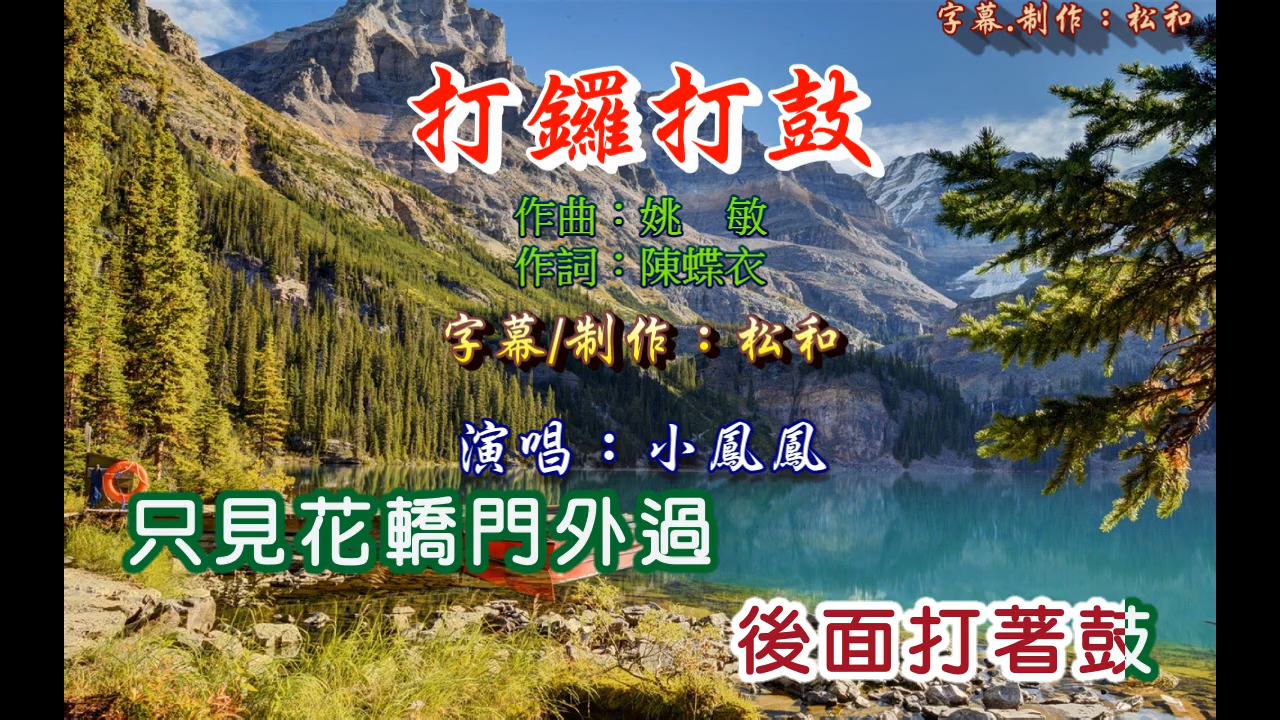 字幕.制作：松和
打鑼打鼓
作曲：姚　敏
作詞：陳蝶衣
字幕/制作：松和
演唱：小鳳鳳
只見花轎門外過
後面打著鼓